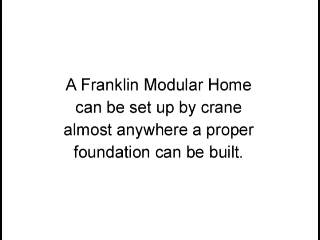 A Franklin Modular Home
can be set up by crane
almost anywhere a proper
foundation can be built.